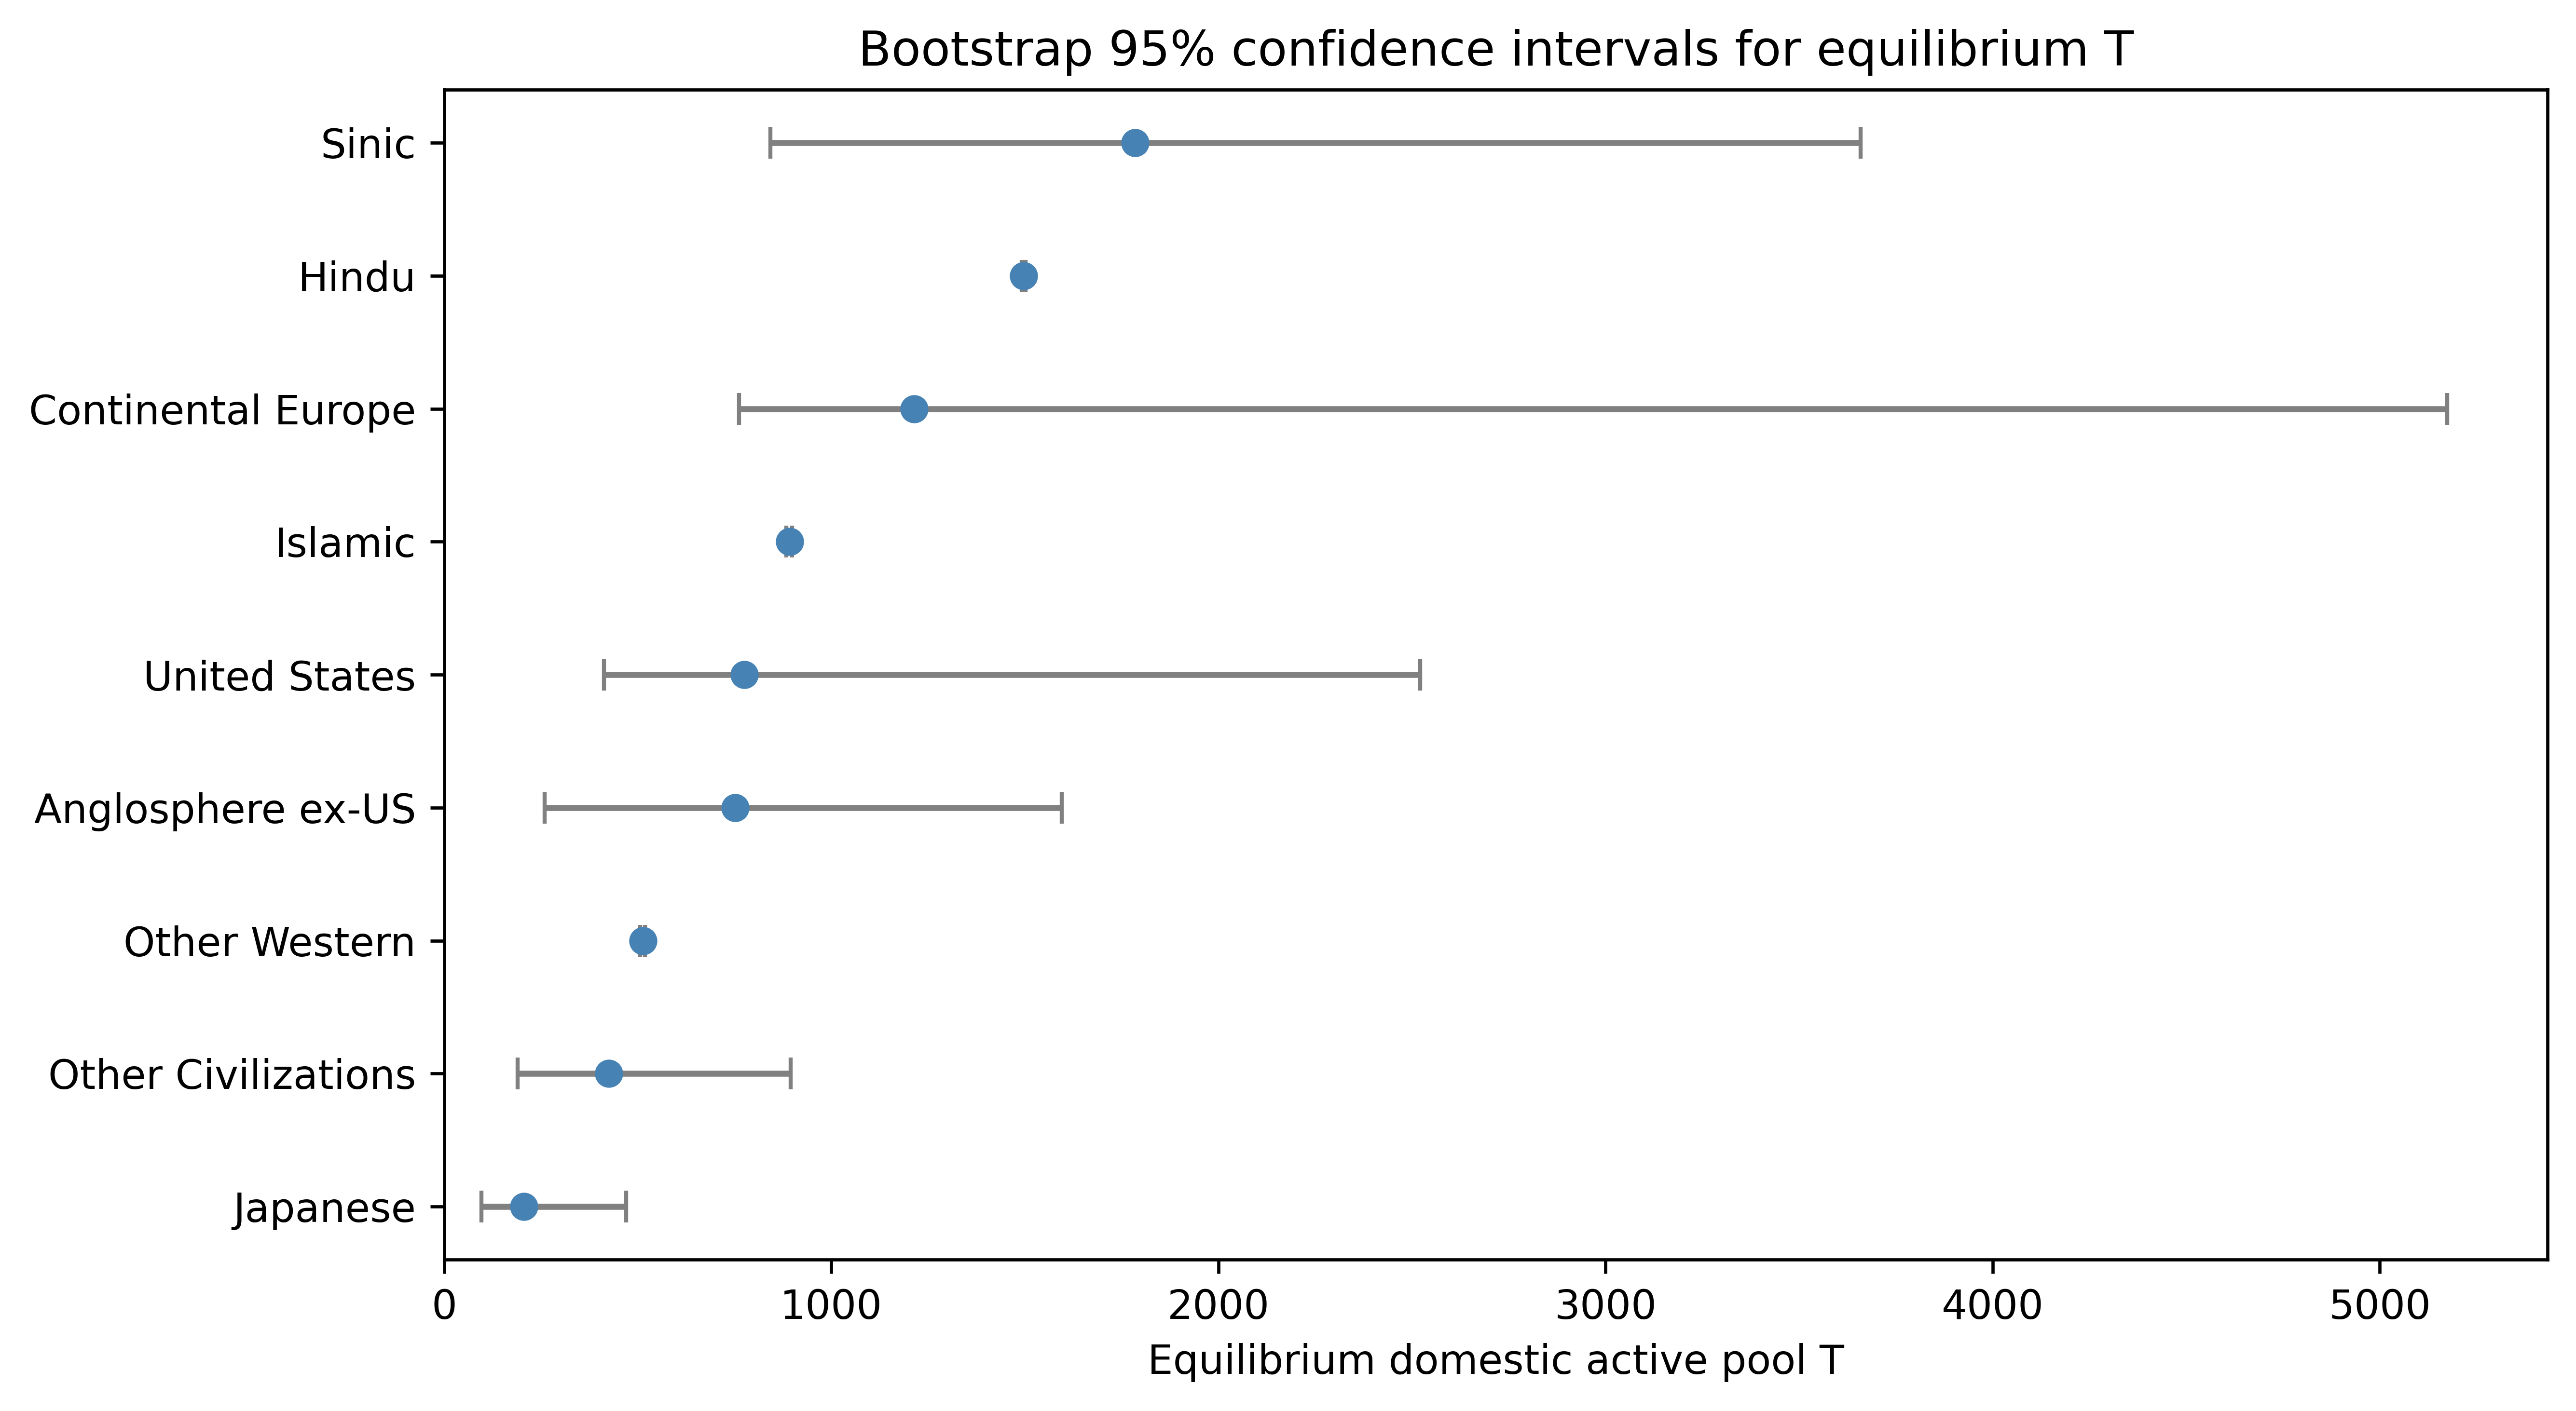 Bootstrap 95% confidence intervals for equilibrium T
Sinic
Hindu
Continental Europe
Islamic
United States
Anglosphere ex-US
Other Western
Other Civilizations
Japanese
0 1000 2000 3000 4000 5000
Equilibrium domestic active pool T